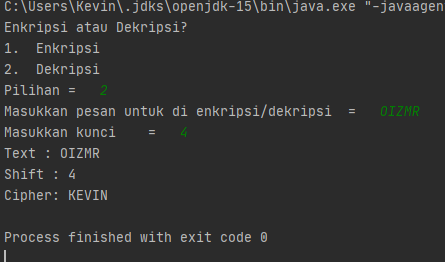 C:\Users\Kevin\.jdks\openjdk-15\bin\java.exe "-javaagen
Enkripsi atau Dekripsi?
1.  Enkripsi
2.  Dekripsi
Pilihan =   2
Masukkan pesan untuk di enkripsi/dekripsi  =   OIZMR
Masukkan kunci    =   4
Text : OIZMR
Shift : 4
Cipher: KEVIN
Process finished with exit code 0